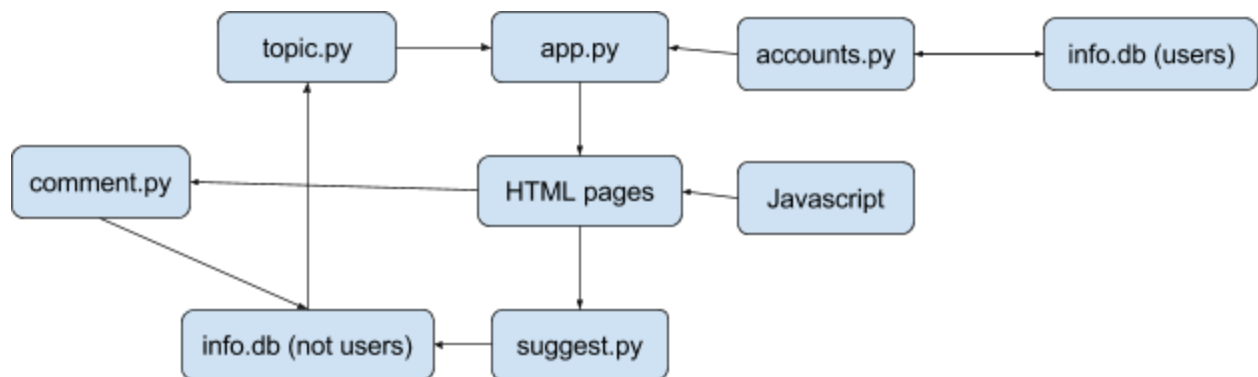 topic.py
app.py
accounts.py
info.db (users)
comment.py
HTML pages
Javascript
info.db (not users)
suggest.py